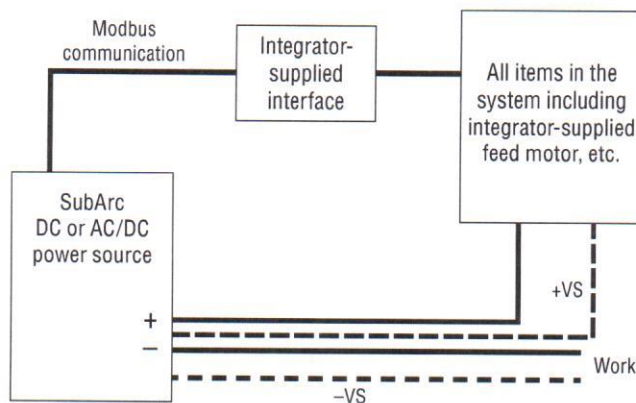 Modbus
communication
Integrator-
supplied
interface
All items in the
system including
integrator-supplied
feed motor, etc.
SubArc
DC or AC/DC
power source
+
–
+VS
Work
–VS